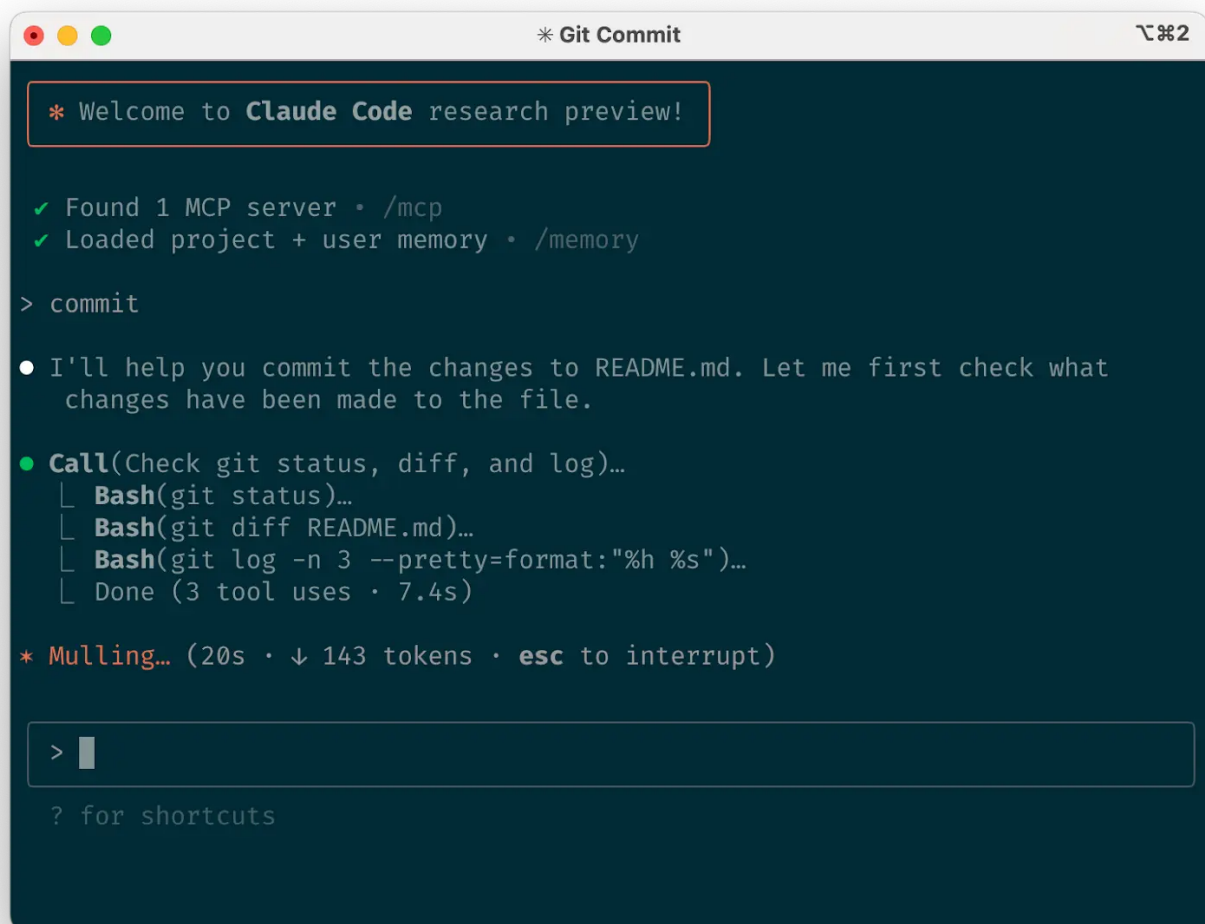 ✳ Git Commit
⌥⌘2
✻ Welcome to Claude Code research preview!
✔ Found 1 MCP server • /mcp
✔ Loaded project + user memory • /memory
> commit
● I'll help you commit the changes to README.md. Let me first check what
changes have been made to the file.
● Call(Check git status, diff, and log)…
⎿ Bash(git status)…
⎿ Bash(git diff README.md)…
⎿ Bash(git log -n 3 --pretty=format:"%h %s")…
⎿ Done (3 tool uses · 7.4s)
✶ Mulling… (20s · ↓ 143 tokens · esc to interrupt)
>
? for shortcuts